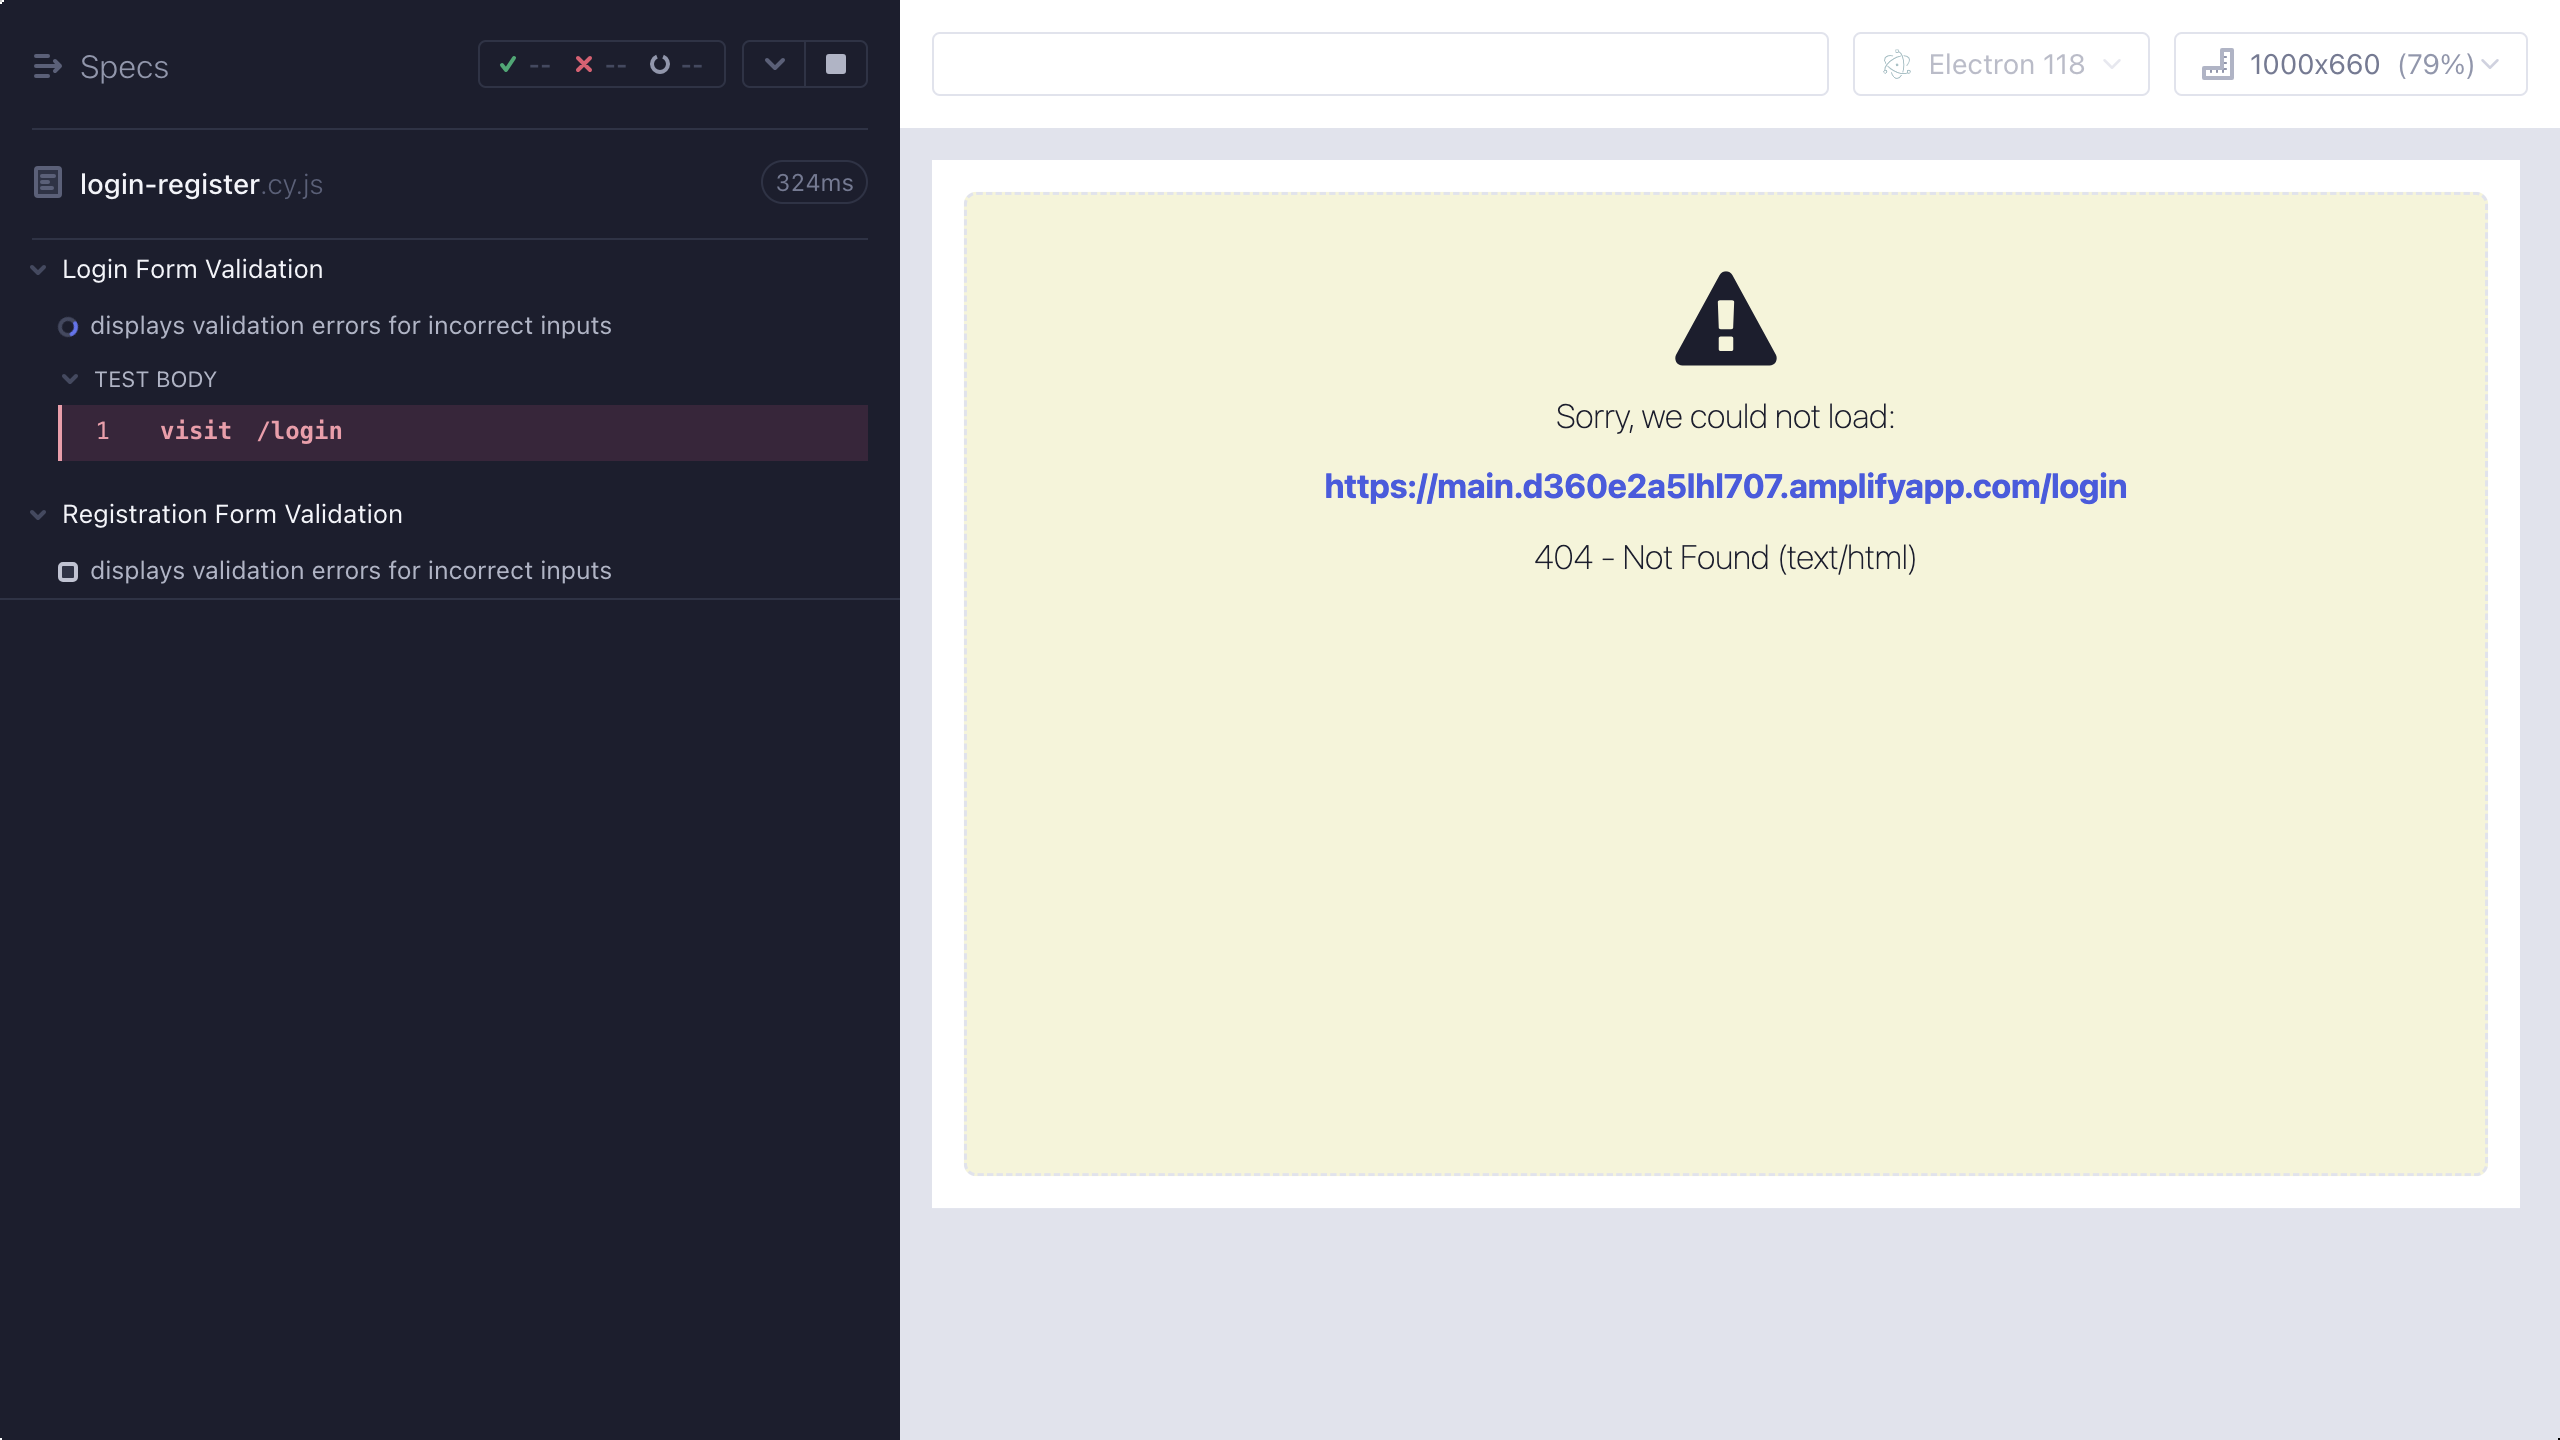 Specs -- -- --
login-register.cy.js 324ms
Login Form Validation
displays validation errors for incorrect inputs
TEST BODY
1 visit /login
Registration Form Validation
displays validation errors for incorrect inputs
Electron 118 1000x660 (79%)
Sorry, we could not load:
https://main.d360e2a5lhl707.amplifyapp.com/login
404 - Not Found (text/html)